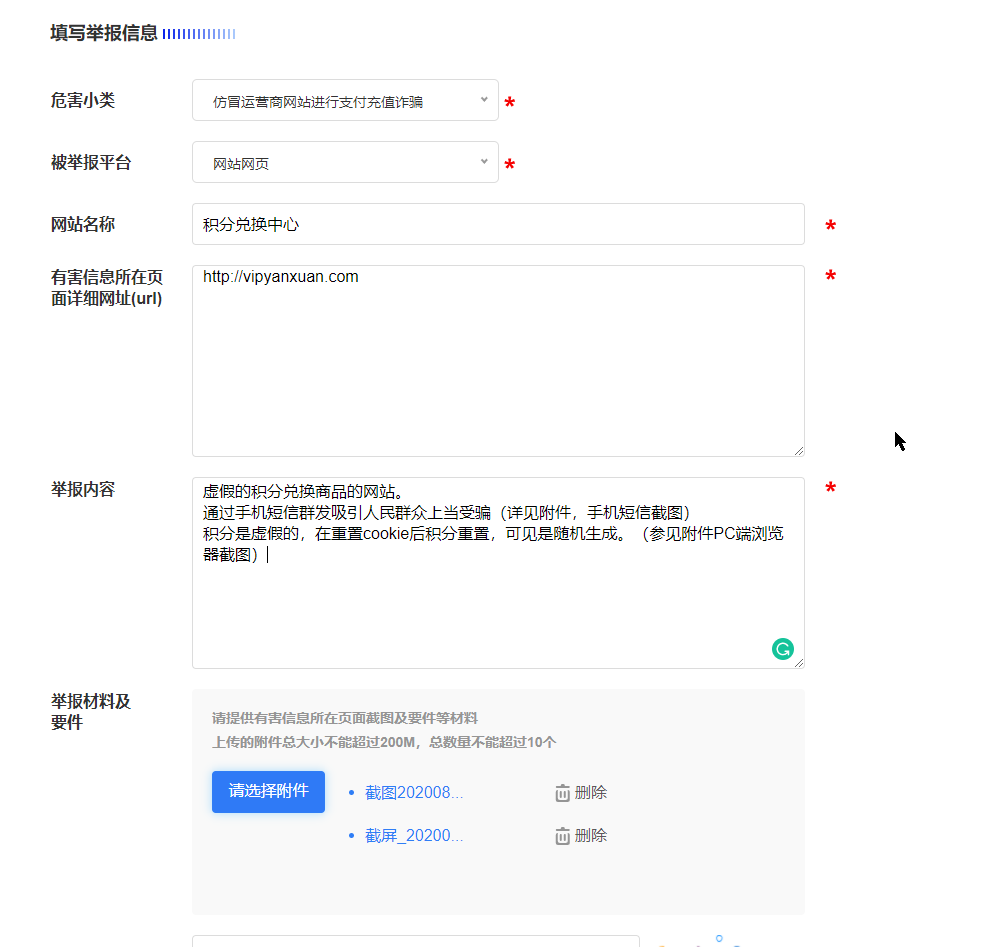 填写举报信息
危害小类
仿冒运营商网站进行支付充值诈骗
*
被举报平台
网站网页
*
网站名称
积分兑换中心
*
有害信息所在页
面详细网址(url)
http://vipyanxuan.com
*
举报内容
虚假的积分兑换商品的网站。
通过手机短信群发吸引人民群众上当受骗（详见附件，手机短信截图）
积分是虚假的，在重置cookie后积分重置，可见是随机生成。（参见附件PC端浏览
器截图）
*
举报材料及
要件
请提供有害信息所在页面截图及要件等材料
上传的附件总大小不能超过200M，总数量不能超过10个
请选择附件
• 截图202008...
删除
• 截屏_20200...
删除